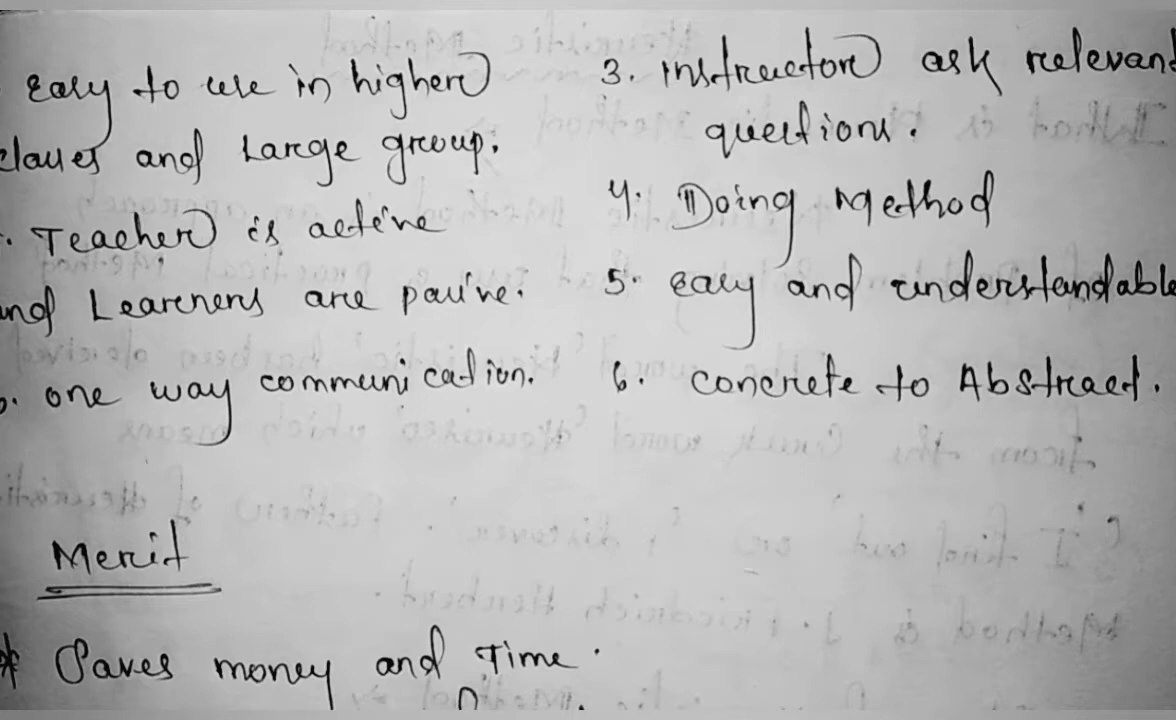 easy to use in higher
classes and Large group.
Teacher is active
and Learners are passive.
one way communication.
Merit
* Saves money and Time.
3. instructor ask relevant
questions.
4. Doing Method
5. easy and understandable
6. concrete to Abstract.